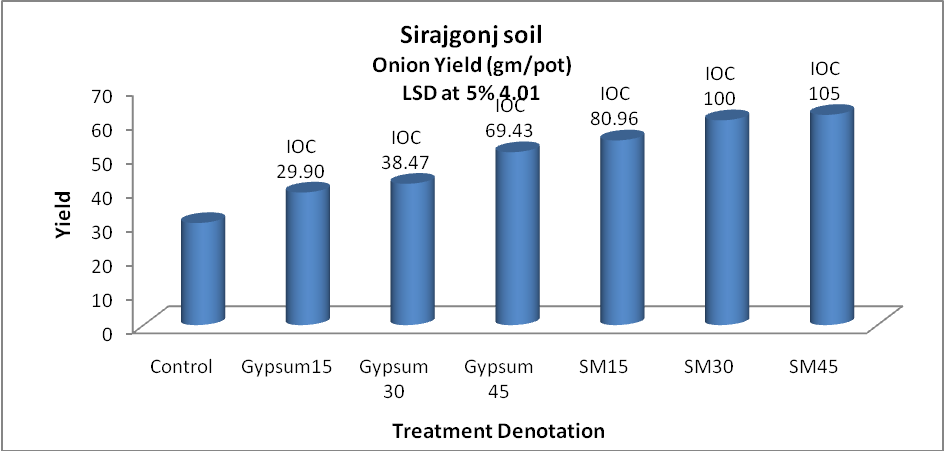 Sirajgonj soil
Onion Yield (gm/pot)
LSD at 5% 4.01
IOC
29.90
IOC
38.47
IOC
69.43
IOC
80.96
IOC
100
IOC
105
70
60
50
40
30
20
10
0
Yield
Control
Gypsum15
Gypsum
30
Gypsum
45
SM15
SM30
SM45
Treatment Denotation